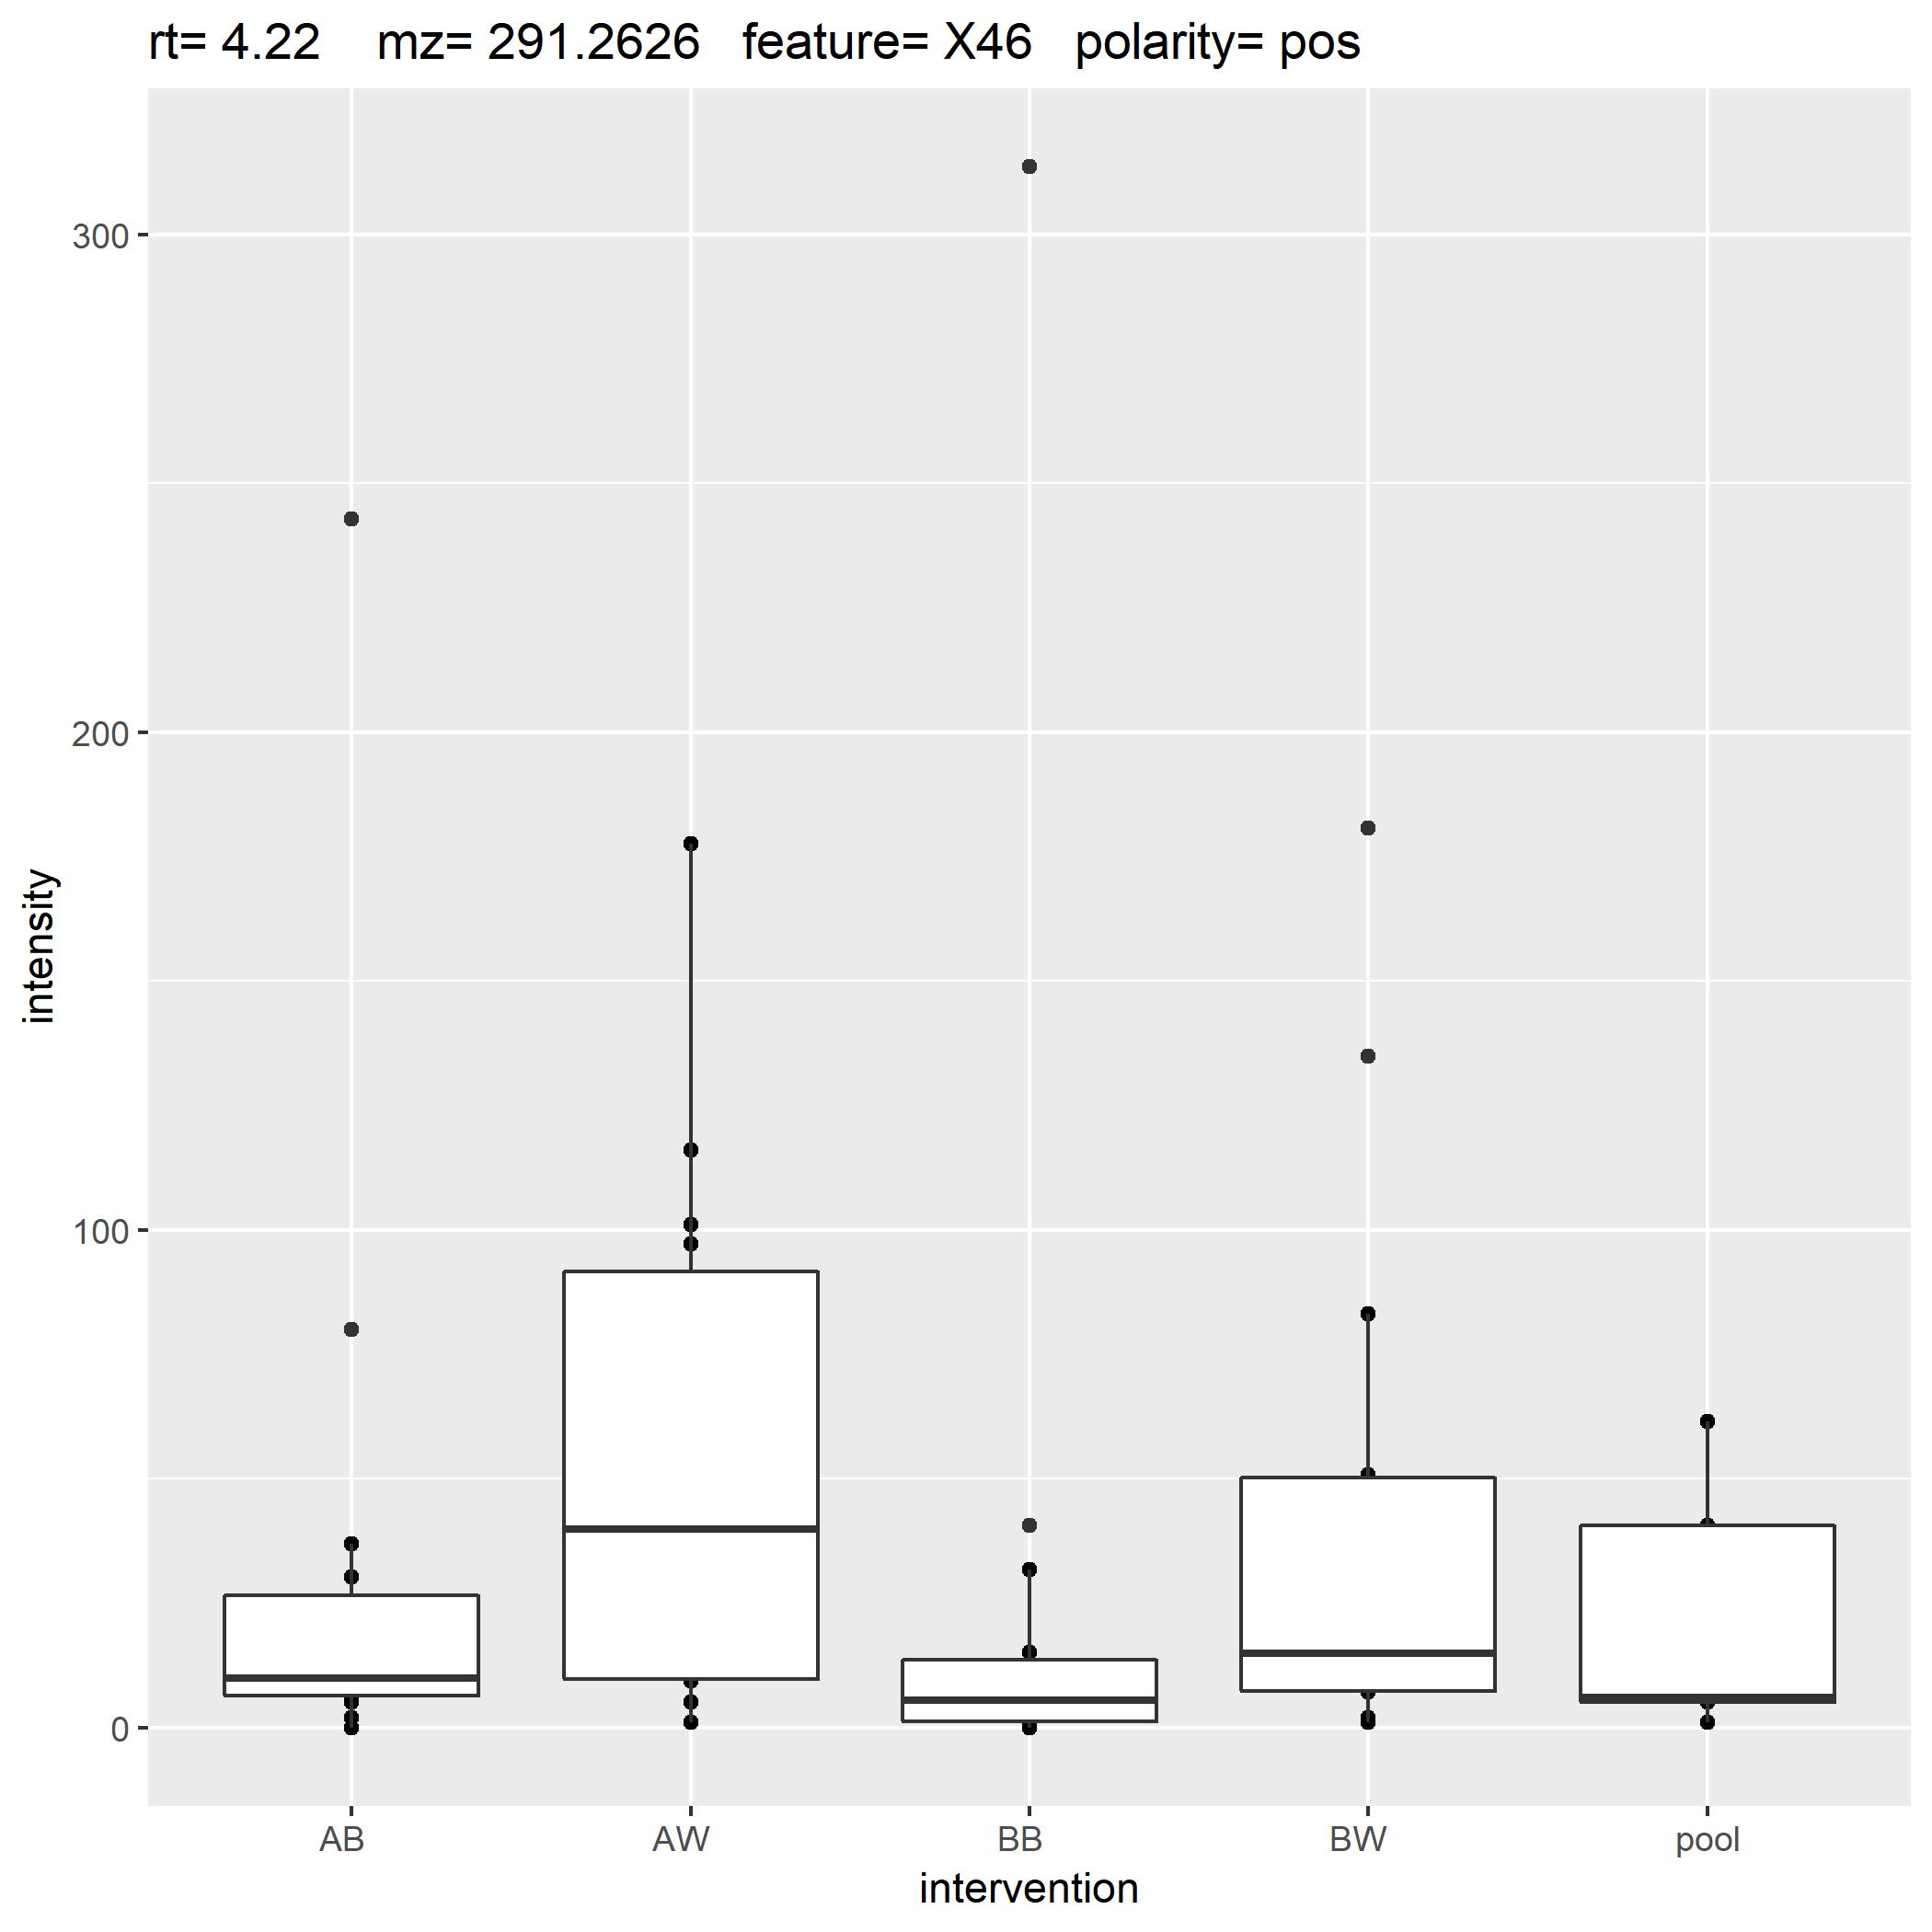 rt= 4.22    mz= 291.2626   feature= X46   polarity= pos
300
200
100
0
intensity
AB
AW
BB
BW
pool
intervention